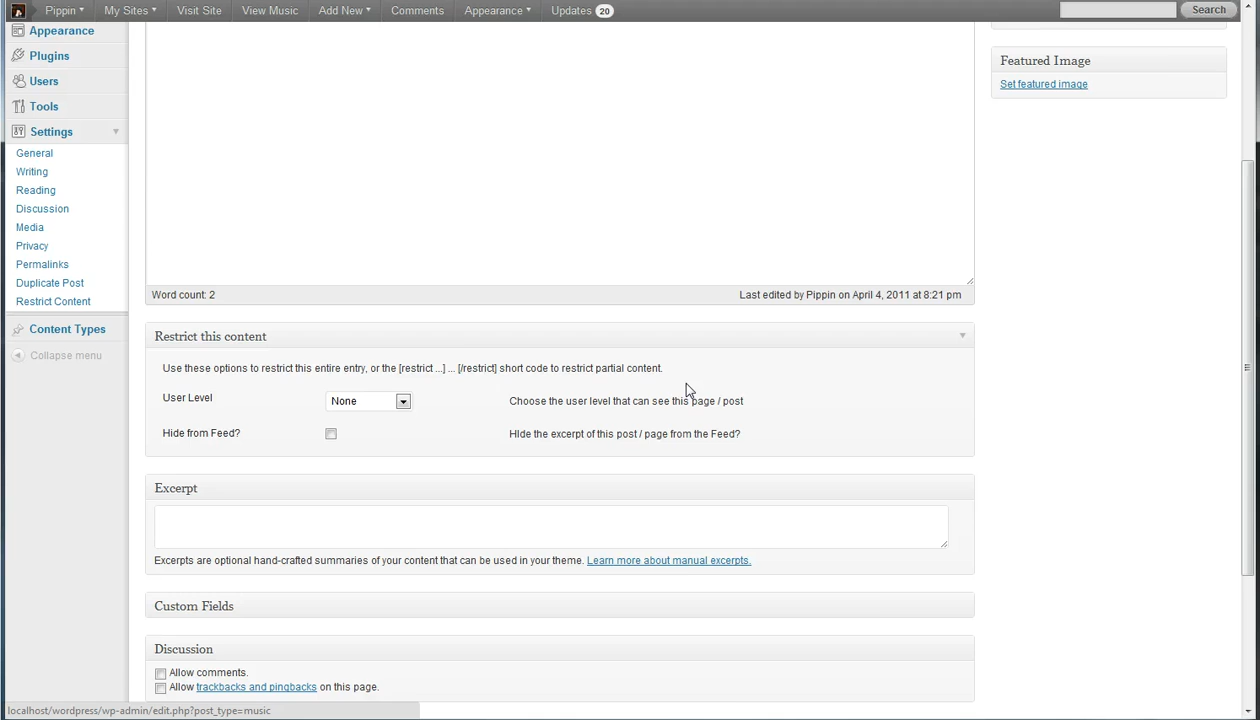 Pippin My Sites Visit Site View Music Add New Comments Appearance Updates 20 Search
Appearance
Plugins
Users
Tools
Settings
General
Writing
Reading
Discussion
Media
Privacy
Permalinks
Duplicate Post
Restrict Content
Content Types
Collapse menu
Word count: 2 Last edited by Pippin on April 4, 2011 at 8:21 pm
Restrict this content
Use these options to restrict this entire entry, or the [restrict ...] ... [/restrict] short code to restrict partial content.
User Level None Choose the user level that can see this page / post
Hide from Feed? HIde the excerpt of this post / page from the Feed?
Excerpt
Excerpts are optional hand-crafted summaries of your content that can be used in your theme. Learn more about manual excerpts.
Custom Fields
Discussion
Allow comments.
Allow trackbacks and pingbacks on this page.
Featured Image
Set featured image
localhost/wordpress/wp-admin/edit.php?post_type=music